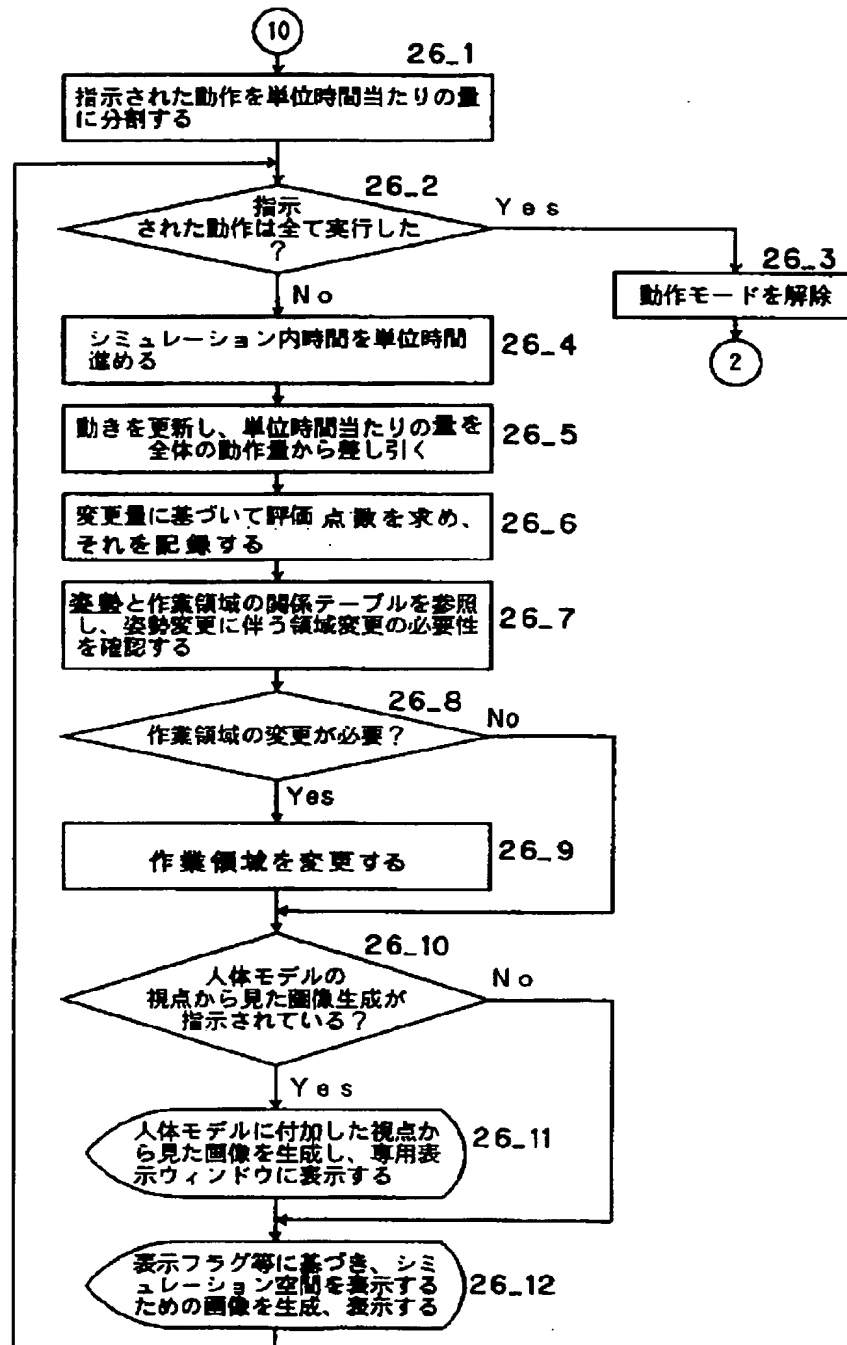 10
26_1
指示された動作を単位時間当たりの量
に分割する
26_2
指示
された動作は全て実行した
?
Yes
No
26_3
動作モードを解除
2
シミュレーション内時間を単位時間
進める
26_4
動きを更新し、単位時間当たりの量を
全体の動作量から差し引く
26_5
変更量に基づいて評価点数を求め、
それを記録する
26_6
姿勢と作業領域の関係テーブルを参照
し、姿勢変更に伴う領域変更の必要性
を確認する
26_7
26_8
作業領域の変更が必要?
No
Yes
作業領域を変更する
26_9
26_10
人体モデルの
視点から見た画像生成が
指示されている?
No
Yes
人体モデルに付加した視点か
ら見た画像を生成し、専用表
示ウィンドウに表示する
26_11
表示フラグ等に基づき、シミ
ュレーション空間を表示する
ための画像を生成、表示する
26_12